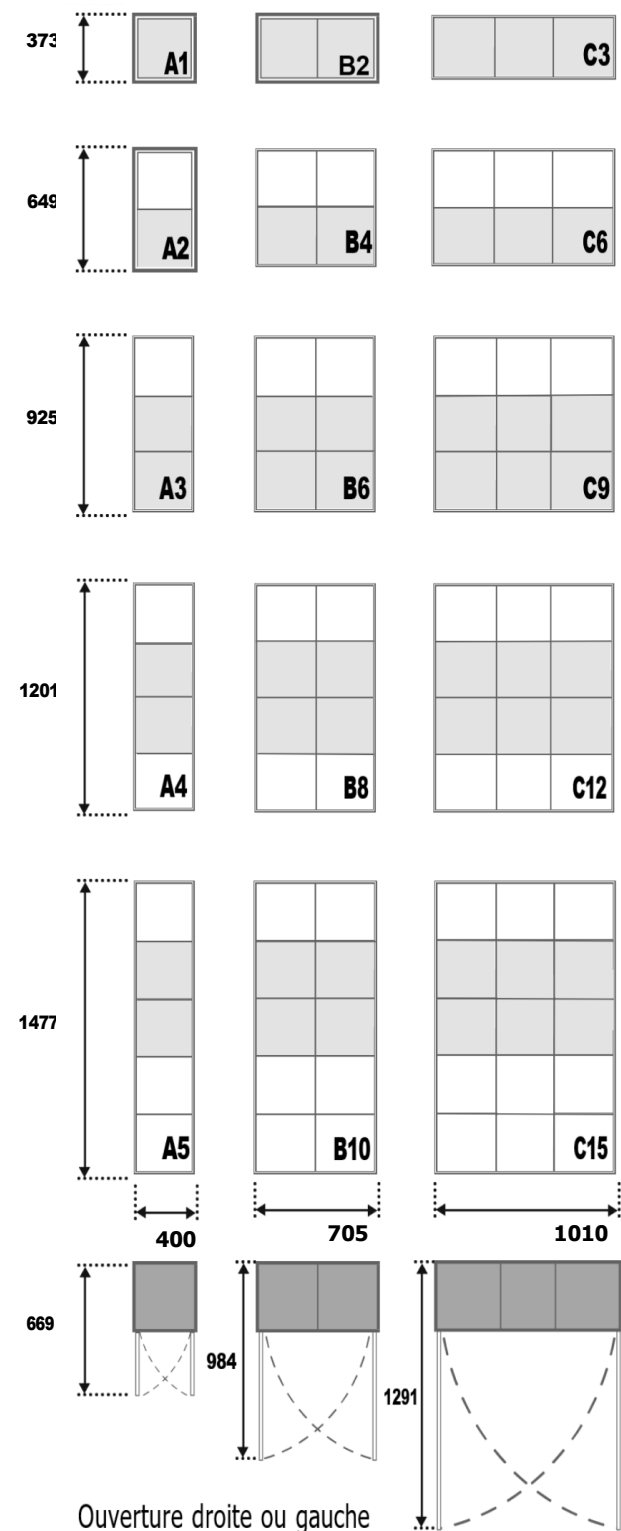 373
A1
B2
C3
649
A2
B4
C6
925
A3
B6
C9
1201
A4
B8
C12
1477
A5
B10
C15
400
705
1010
669
984
1291
Ouverture droite ou gauche